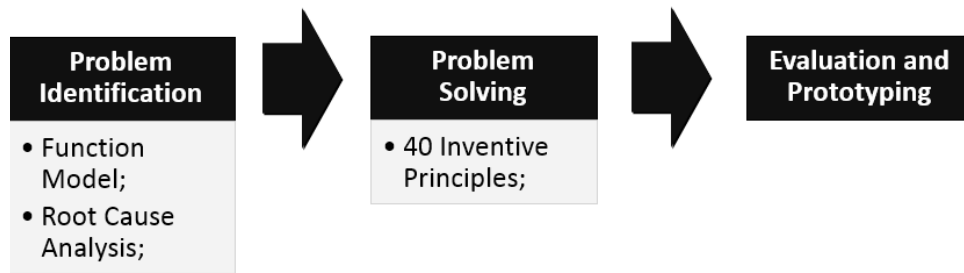 Problem
Identification
• Function
Model;
• Root Cause
Analysis;
Problem
Solving
• 40 Inventive
Principles;
Evaluation and
Prototyping